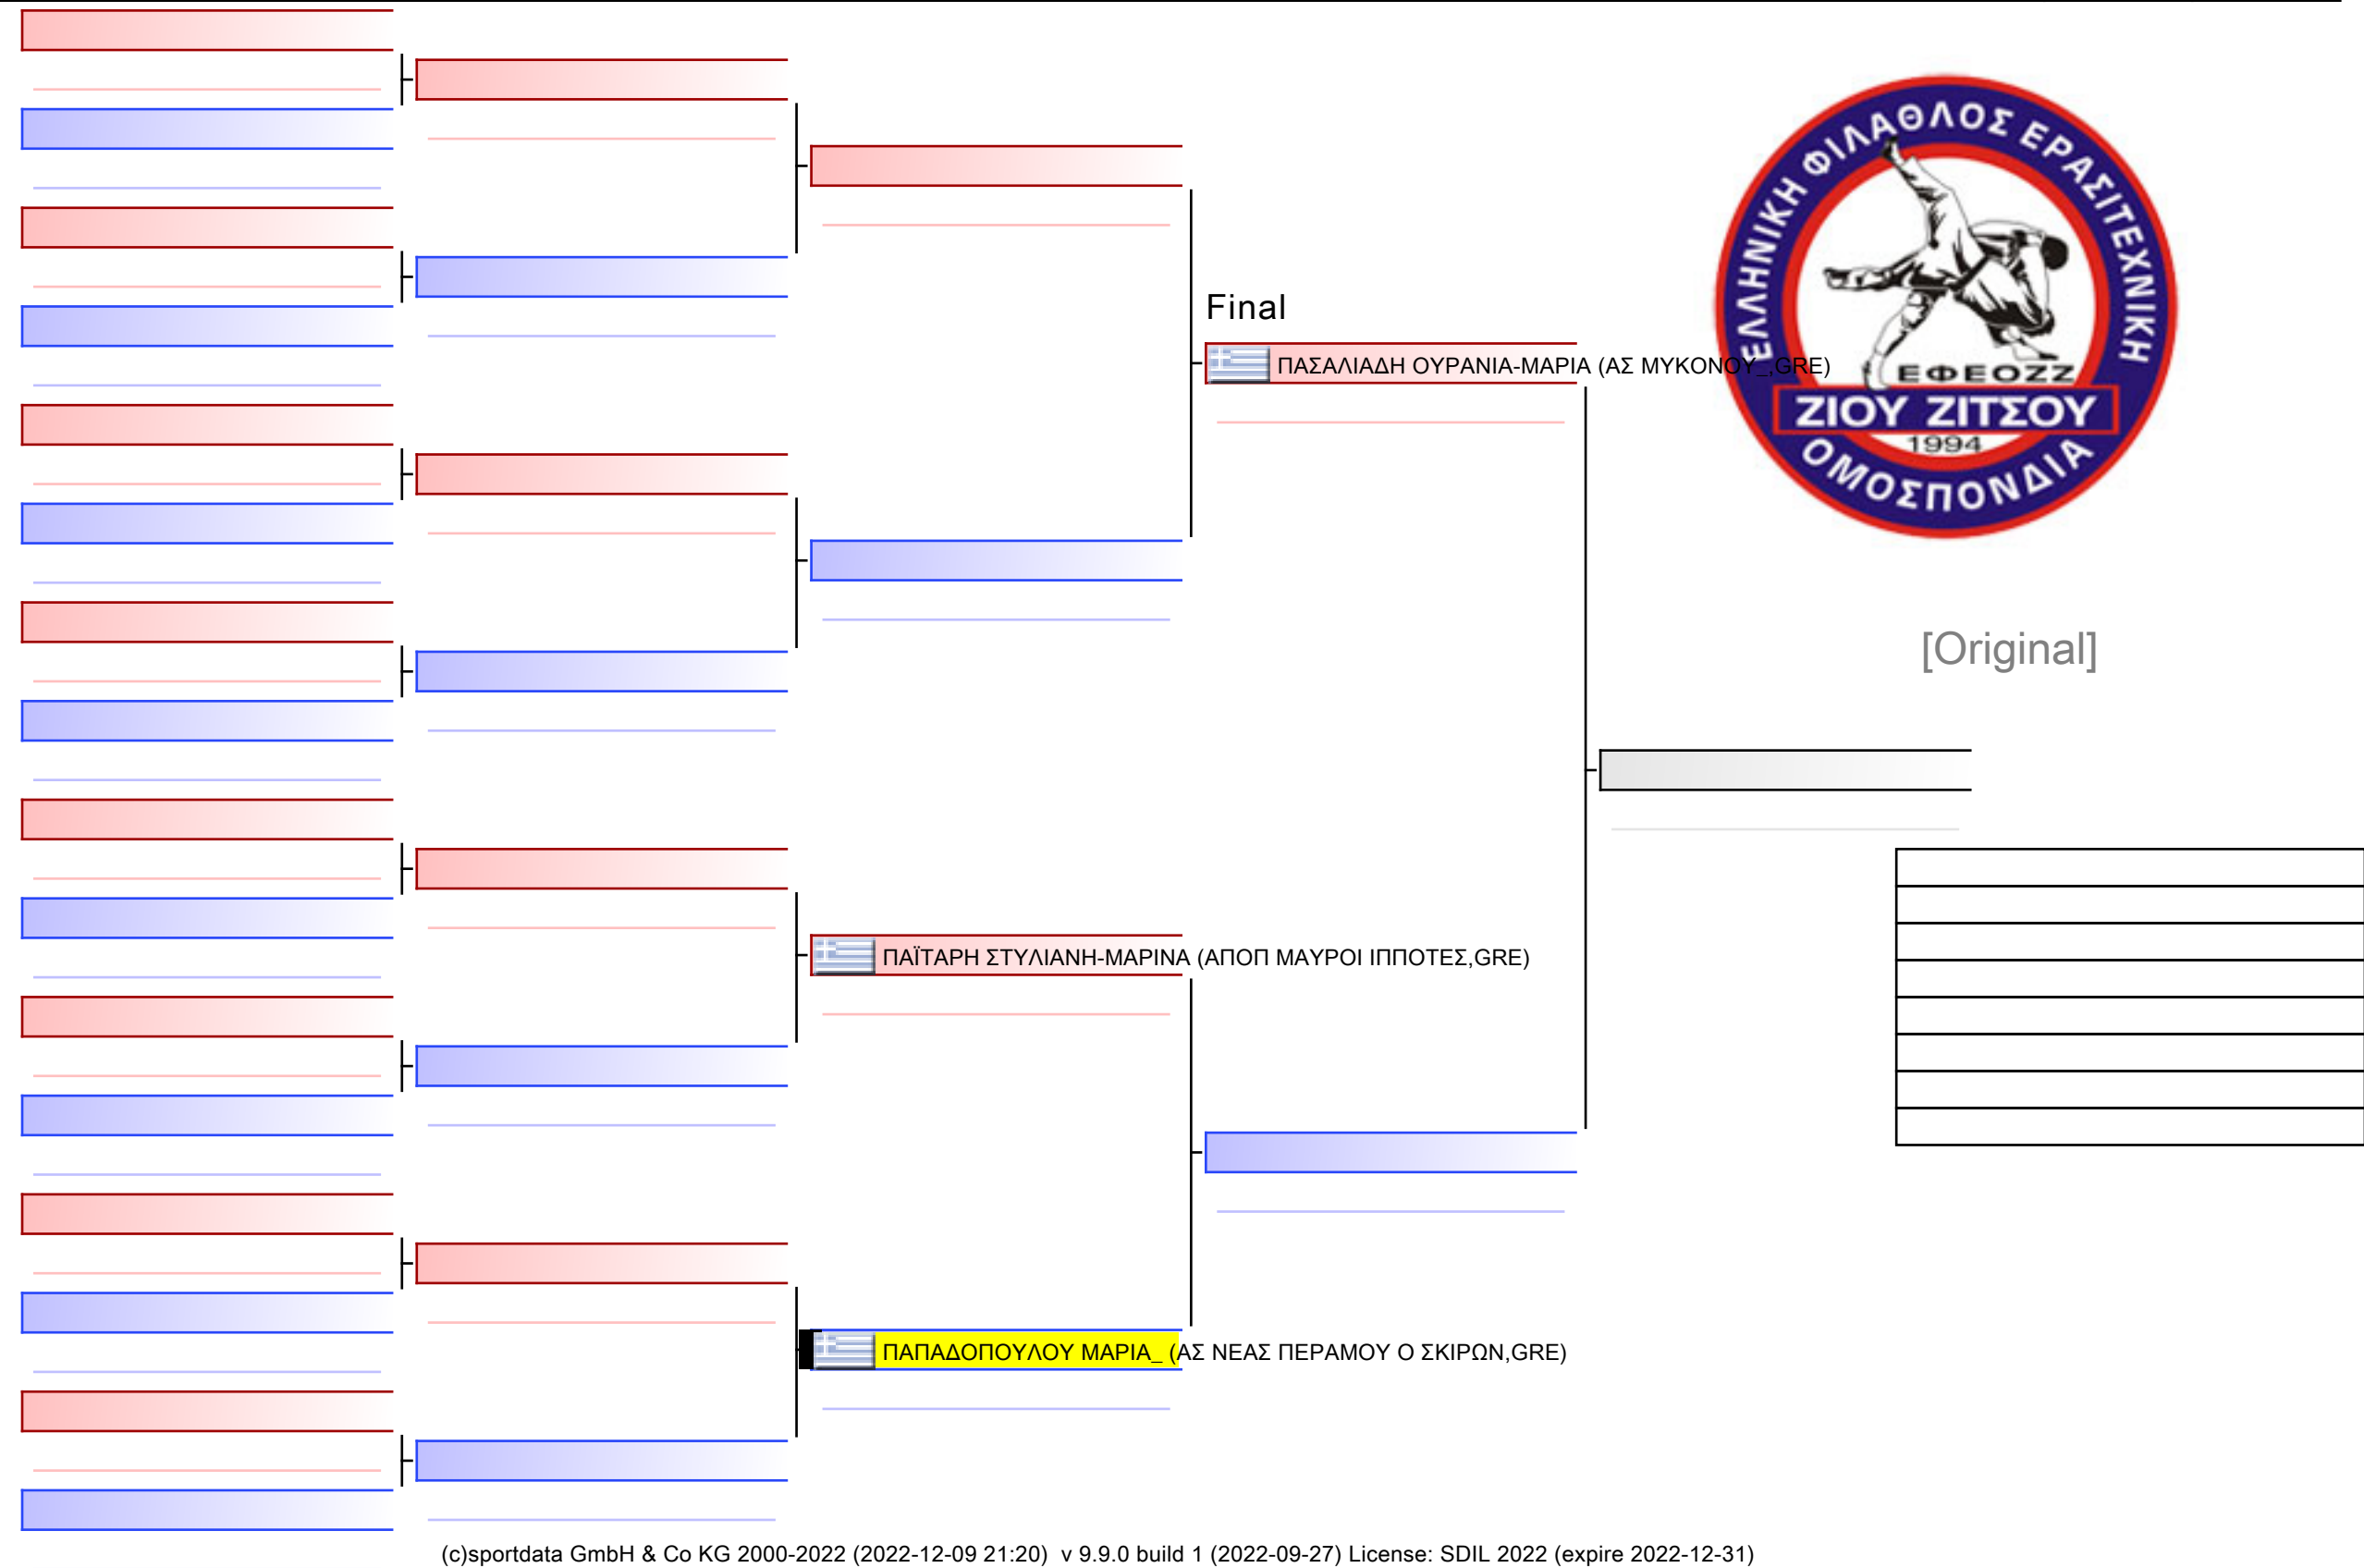 ΕΛΛΗΝΙΚΗ ΦΙΛΑΘΛΟΣ ΕΡΑΣΙΤΕΧΝΙΚΗ
Final
ΠΑΣΑΛΙΑΔΗ ΟΥΡΑΝΙΑ-ΜΑΡΙΑ (ΑΣ ΜΥΚΟΝΟΥ_,GRE)
ΕΦΕΟΖΖ
ΖΙΟΥ ΖΙΤΣΟΥ
1994
ΟΜΟΣΠΟΝΔΙΑ
[Original]
ΠΑΪΤΑΡΗ ΣΤΥΛΙΑΝΗ-ΜΑΡΙΝΑ (ΑΠΟΠ ΜΑΥΡΟΙ ΙΠΠΟΤΕΣ,GRE)
ΠΑΠΑΔΟΠΟΥΛΟΥ ΜΑΡΙΑ_ (ΑΣ ΝΕΑΣ ΠΕΡΑΜΟΥ Ο ΣΚΙΡΩΝ,GRE)
(c)sportdata GmbH & Co KG 2000-2022 (2022-12-09 21:20)  v 9.9.0 build 1 (2022-09-27) License: SDIL 2022 (expire 2022-12-31)